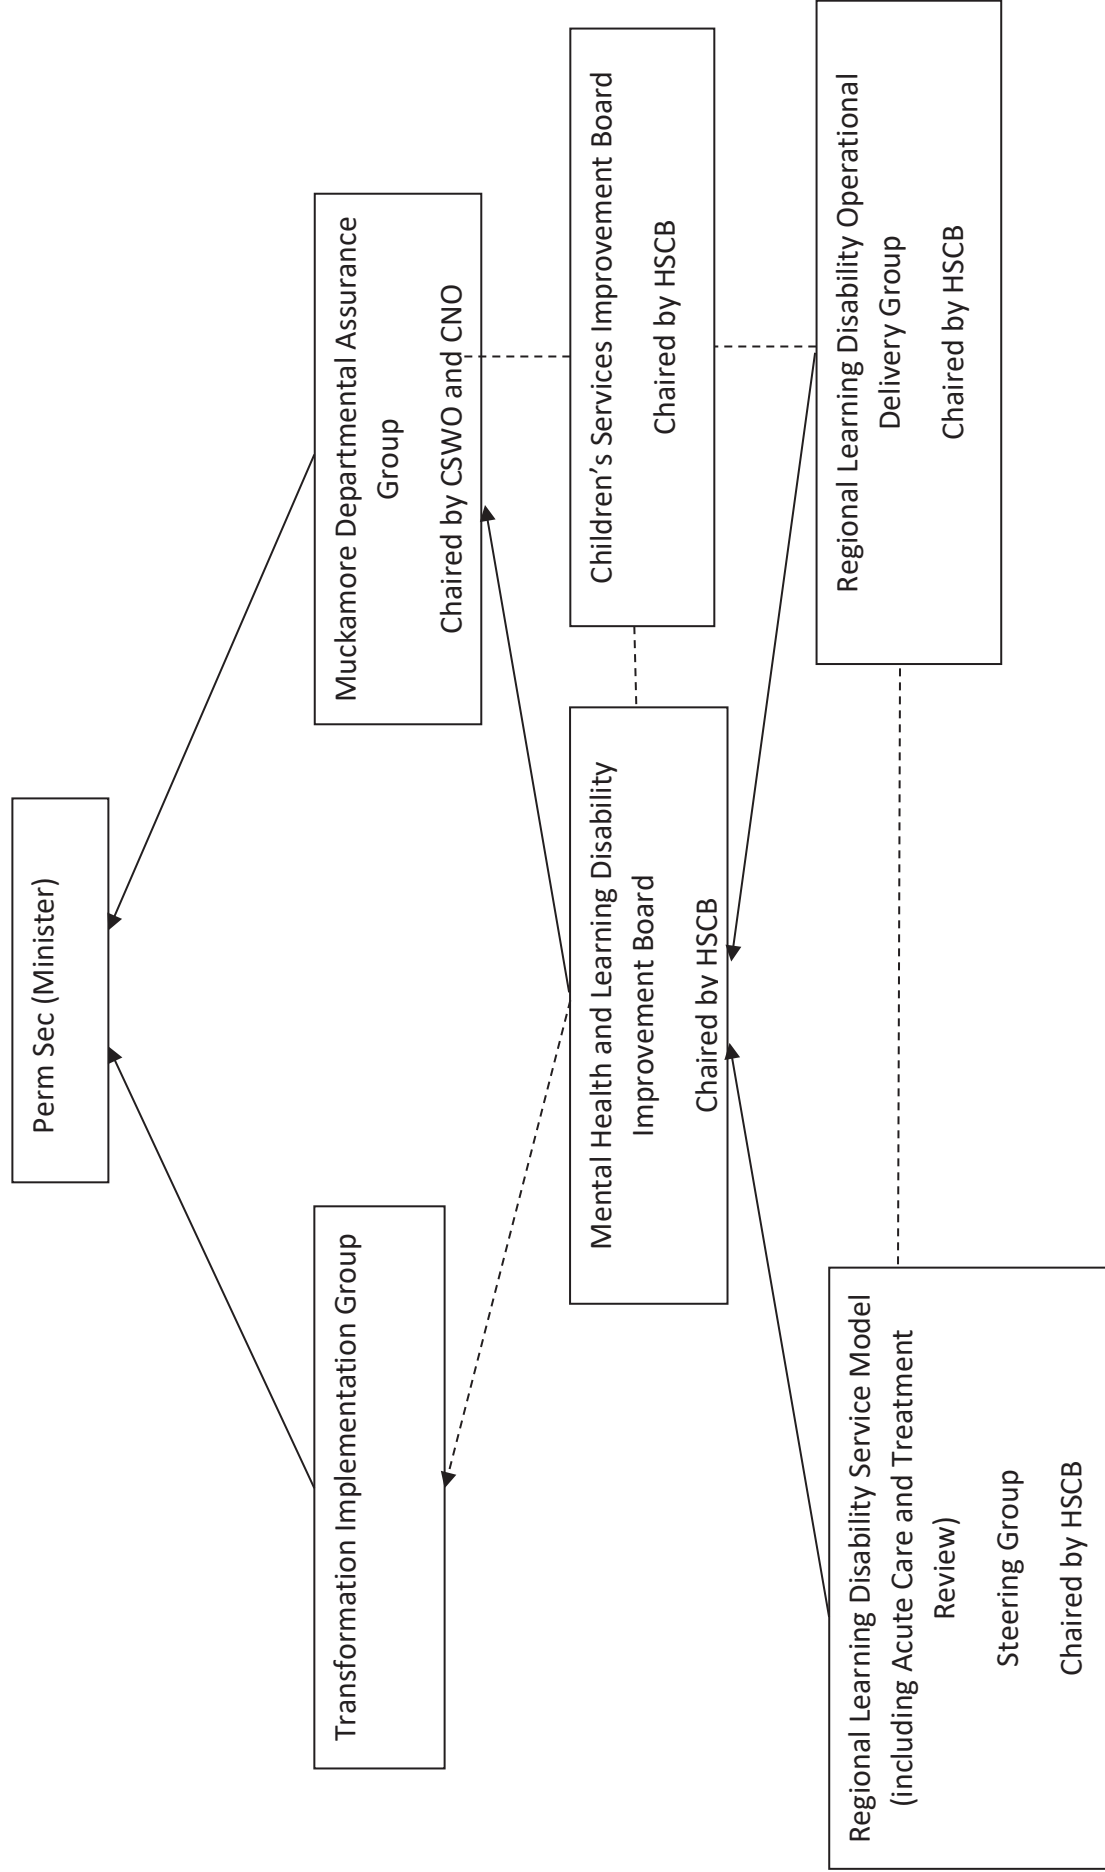 Perm Sec (Minister)
Transformation Implementation Group
Muckamore Departmental Assurance
Group
Chaired by CSWO and CNO
Mental Health and Learning Disability
Improvement Board
Chaired by HSCB
Children’s Services Improvement Board
Chaired by HSCB
Regional Learning Disability Service Model
(including Acute Care and Treatment
Review)
Steering Group
Chaired by HSCB
Regional Learning Disability Operational
Delivery Group
Chaired by HSCB